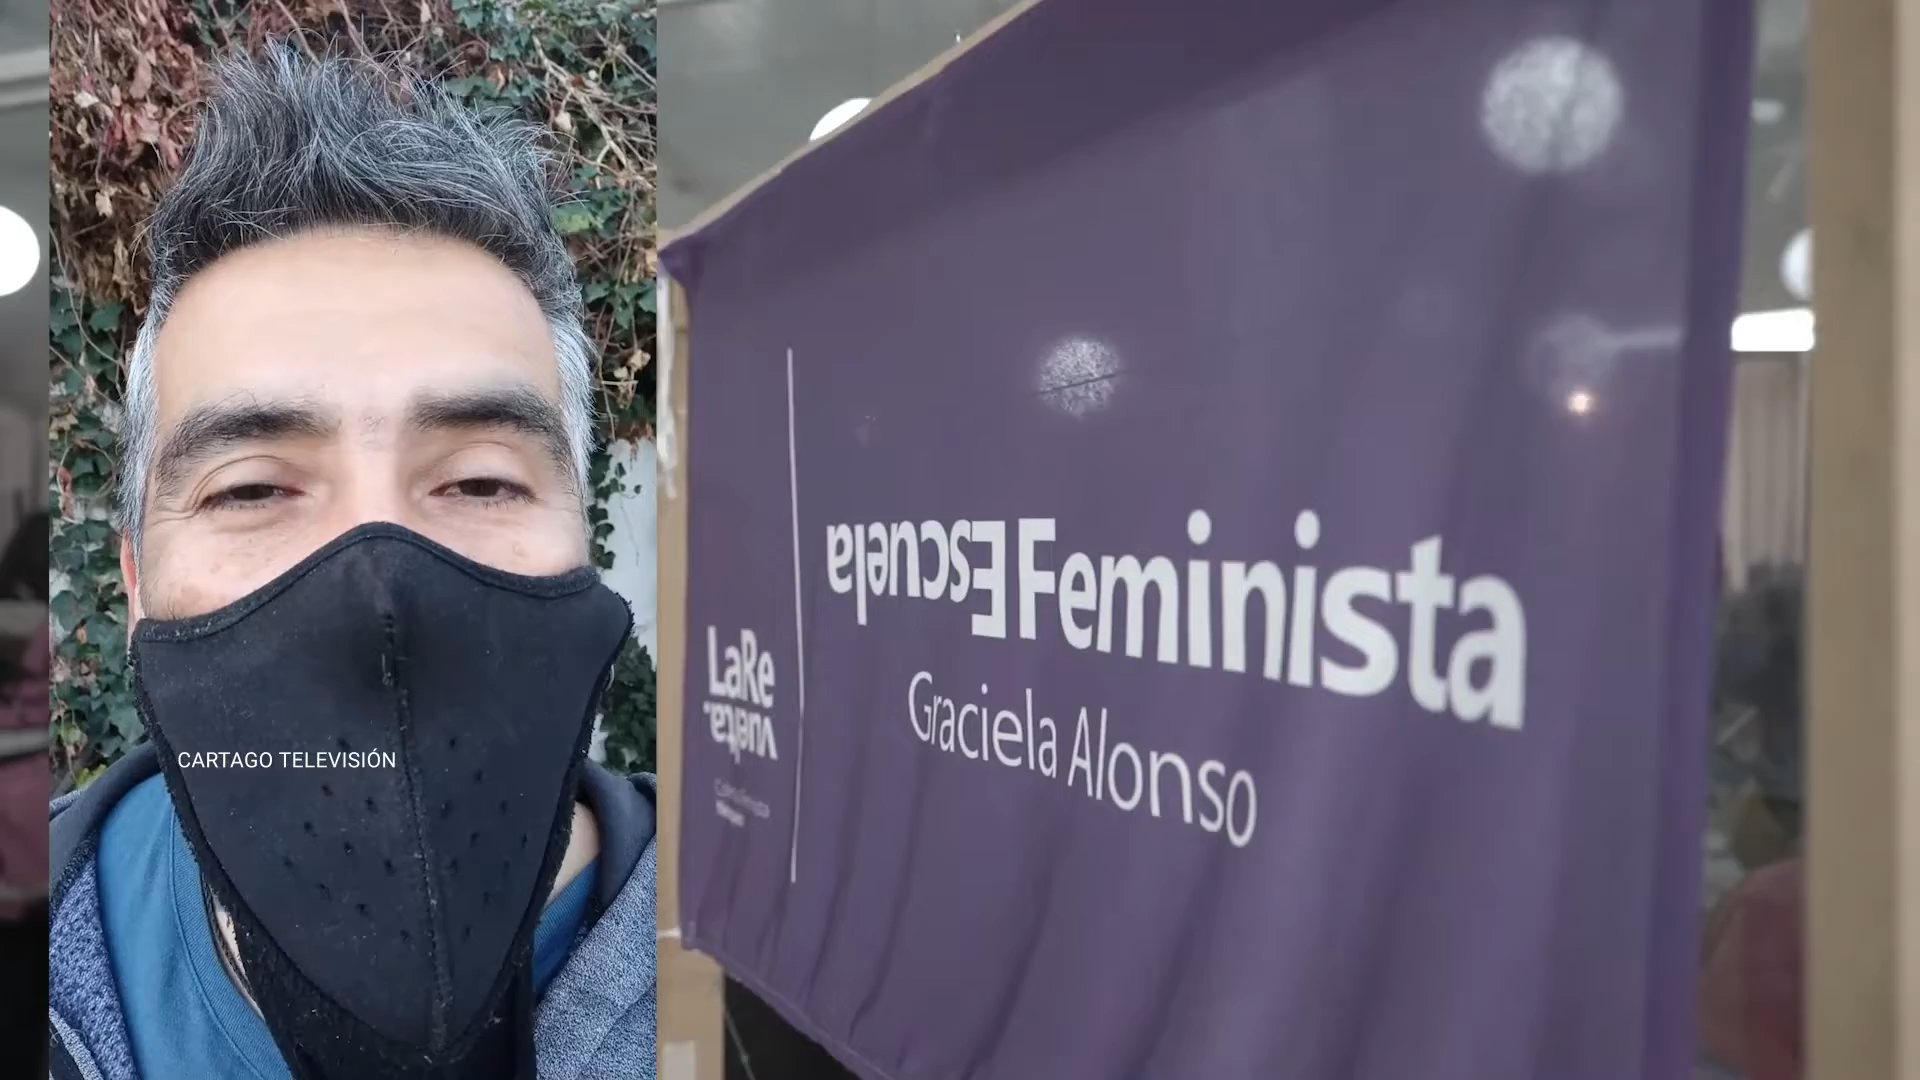 CARTAGO TELEVISIÓN
Escuela Feminista
Graciela Alonso
LaRe
vuelta.